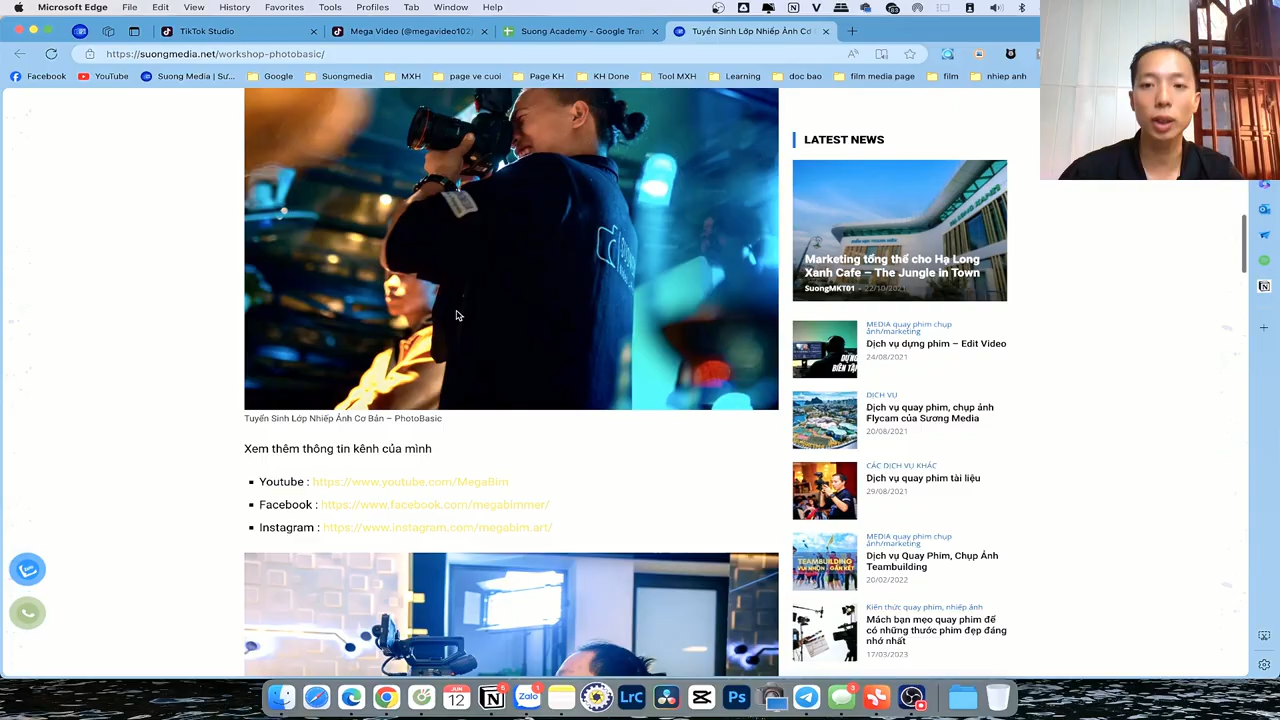 Microsoft Edge File Edit View History Favorites Tools Profiles Tab Window Help
TikTok Studio
Mega Video (@megavideo102)
Suong Academy - Google Tran
Tuyển Sinh Lớp Nhiếp Ảnh Cơ
https://suongmedia.net/workshop-photobasic/
Facebook YouTube Suong Media | Sư... Google Suongmedia MXH page ve cuoi Page KH KH Done Tool MXH Learning doc bao film media page film nhiep anh
Tuyển Sinh Lớp Nhiếp Ảnh Cơ Bản – PhotoBasic
Xem thêm thông tin kênh của mình
Youtube : https://www.youtube.com/MegaBim
Facebook : https://www.facebook.com/megabimmer/
Instagram : https://www.instagram.com/megabim.art/
LATEST NEWS
Marketing tổng thể cho Hạ Long
Xanh Cafe – The Jungle in Town
SuongMKT01 - 22/10/2021
MEDIA quay phim chụp
ảnh/marketing
Dịch vụ dựng phim – Edit Video
24/08/2021
DỊCH VỤ
Dịch vụ quay phim, chụp ảnh
Flycam của Sương Media
20/08/2021
CÁC DỊCH VỤ KHÁC
Dịch vụ quay phim tài liệu
29/08/2021
TEAMBUILDING
MEDIA quay phim chụp
ảnh/marketing
Dịch Vụ Quay Phim, Chụp Ảnh
Teambuilding
20/02/2022
Kiến thức quay phim, nhiếp ảnh
Mách bạn mẹo quay phim để
có những thước phim đẹp đáng
nhớ nhất
17/03/2023
JUN
12
Zalo
LrC
Ps